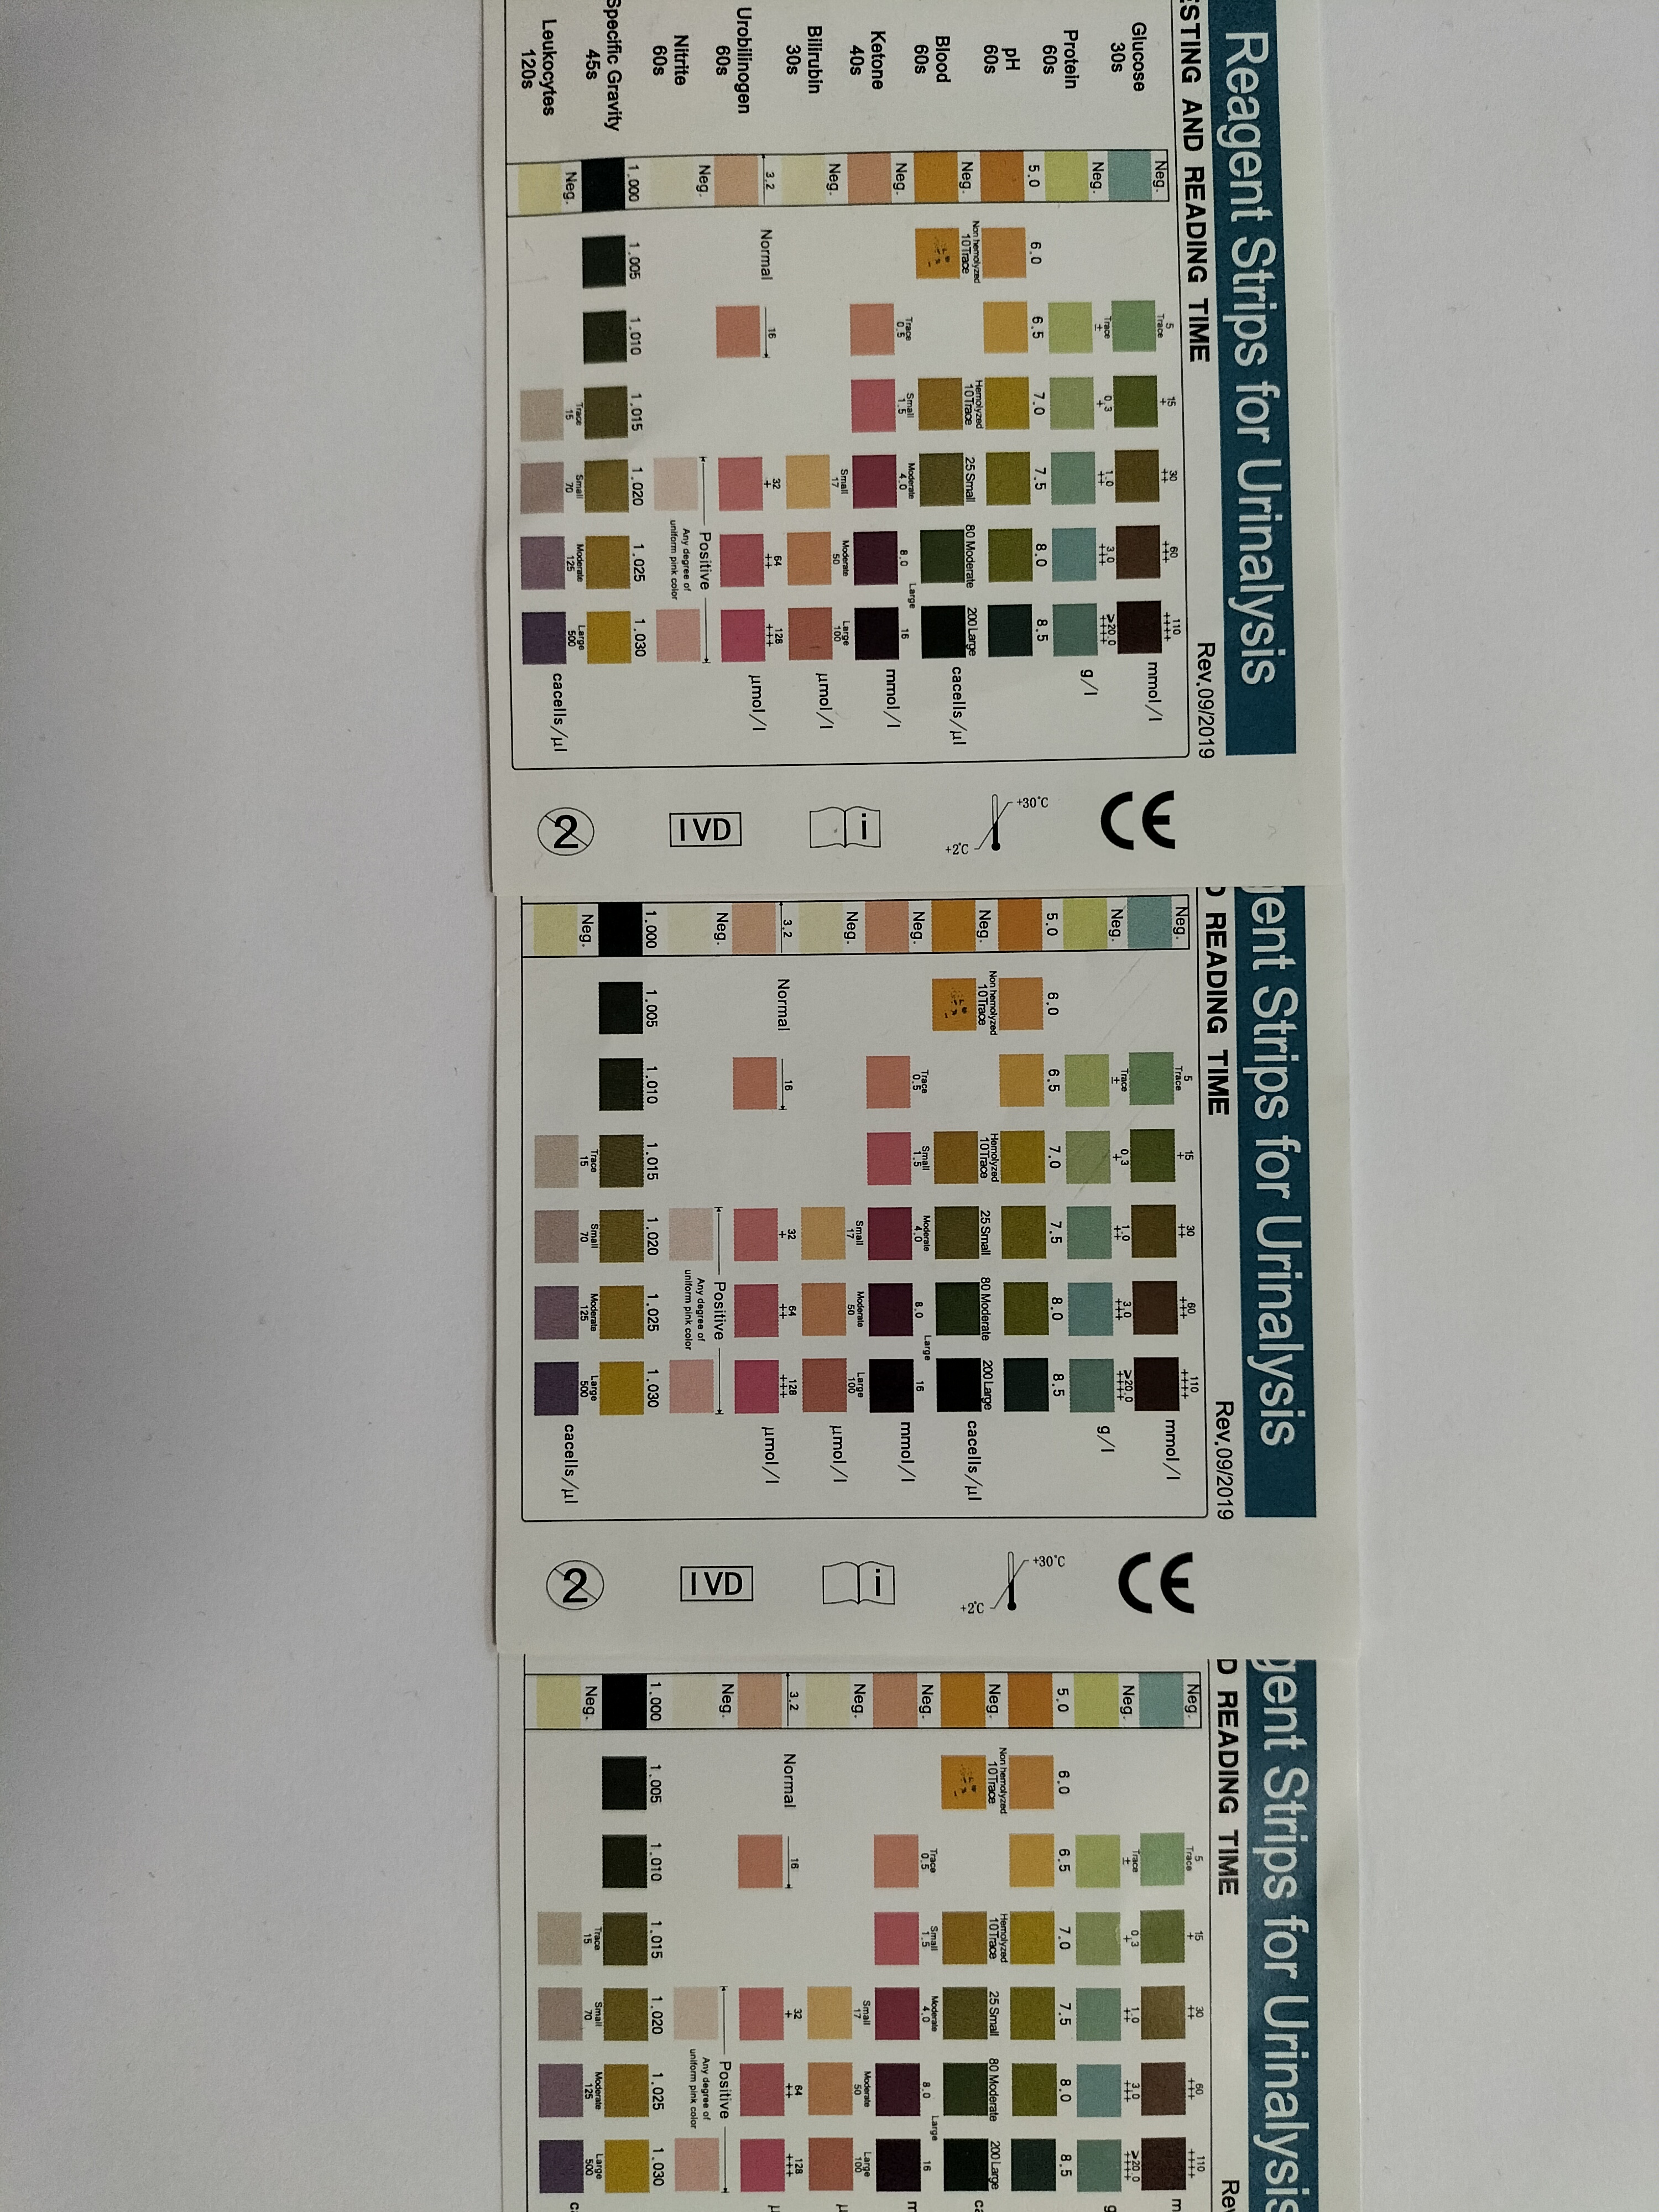 Reagent Strips for Urinalysis
ESTING AND READING TIME
Rev.09/2019
Glucose
30s
Neg.
5
Trace
15
+
30
++
60
+++
110
++++
mmol/l
Protein
60s
Neg.
Trace
±
0.3
+
1.0
++
3.0
+++
≥20.0
++++
g/l
pH
60s
5.0 6.0 6.5 7.0 7.5 8.0 8.5
Blood
60s
Neg.
Non hemolyzed
10Trace
Hemolyzed
10Trace
25 Small
80 Moderate
200 Large
cacells/µl
Ketone
40s
Neg.
Trace
0.5
Small
1.5
Moderate
4.0
Large
8.0
16
mmol/l
Bilirubin
30s
Neg.
Small
17
Moderate
50
Large
100
µmol/l
Urobilinogen
60s
3.2
Normal
16
32
+
64
++
128
+++
µmol/l
Nitrite
60s
Neg.
Positive
Any degree of
uniform pink color
Specific Gravity
45s
1.000 1.005 1.010 1.015 1.020 1.025 1.030
Leukocytes
120s
Neg.
Trace
15
Small
70
Moderate
125
Large
500
cacells/µl
CE
+30°C
+2°C
i
IVD
2
gent Strips for Urinalysis
D READING TIME
Rev.09/2019
Neg.
5
Trace
15
+
30
++
60
+++
110
++++
mmol/l
Neg.
Trace
±
0.3
+
1.0
++
3.0
+++
≥20.0
++++
g/l
5.0 6.0 6.5 7.0 7.5 8.0 8.5
Neg.
Non hemolyzed
10Trace
Hemolyzed
10Trace
25 Small
80 Moderate
200 Large
cacells/µl
Neg.
Trace
0.5
Small
1.5
Moderate
4.0
Large
8.0
16
mmol/l
Neg.
Small
17
Moderate
50
Large
100
µmol/l
3.2
Normal
16
32
+
64
++
128
+++
µmol/l
Neg.
Positive
Any degree of
uniform pink color
1.000 1.005 1.010 1.015 1.020 1.025 1.030
Neg.
Trace
15
Small
70
Moderate
125
Large
500
cacells/µl
CE
+30°C
+2°C
i
IVD
2
gent Strips for Urinalysis
D READING TIME
Rev
Neg.
5
Trace
15
+
30
++
60
+++
110
++++
m
Neg.
Trace
±
0.3
+
1.0
++
3.0
+++
≥20.0
++++
g
5.0 6.0 6.5 7.0 7.5 8.0 8.5
Neg.
Non hemolyzed
10Trace
Hemolyzed
10Trace
25 Small
80 Moderate
200 Large
ca
Neg.
Trace
0.5
Small
1.5
Moderate
4.0
Large
8.0
16
m
Neg.
Small
17
Moderate
50
Large
100
µ
3.2
Normal
16
32
+
64
++
128
+++
µ
Neg.
Positive
Any degree of
uniform pink color
1.000 1.005 1.010 1.015 1.020 1.025 1.030
Neg.
Trace
15
Small
70
Moderate
125
Large
500
c